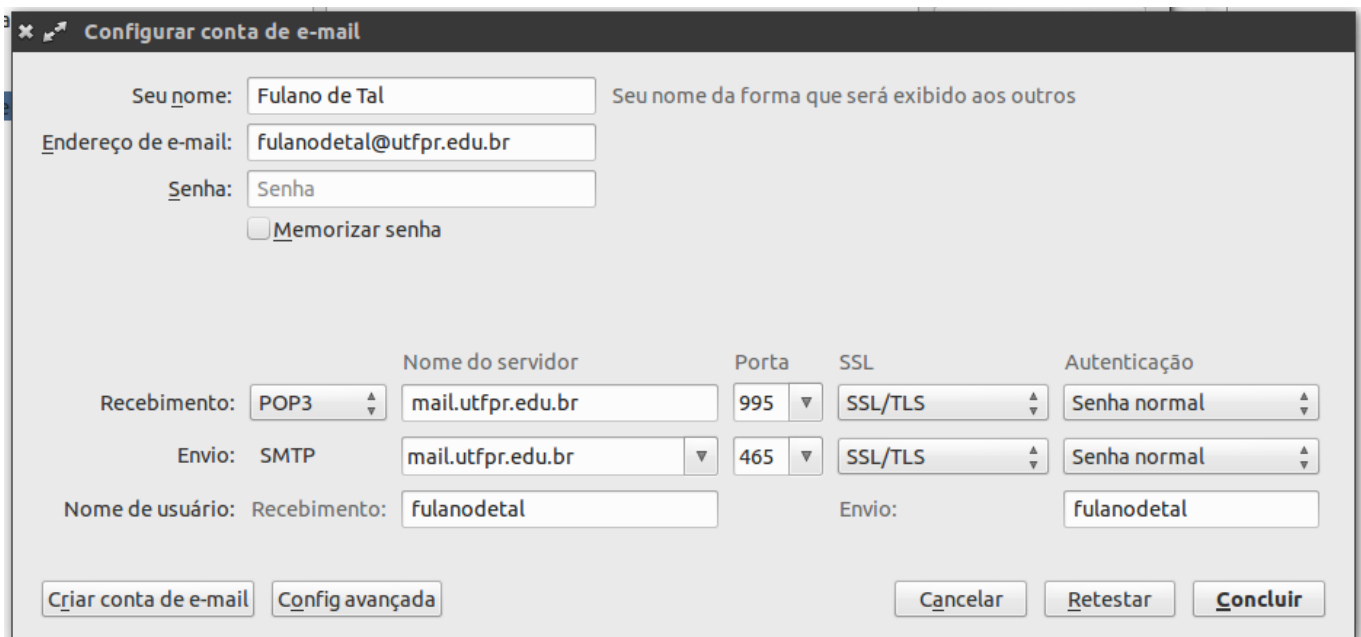 Configurar conta de e-mail
Seu nome: Fulano de Tal Seu nome da forma que será exibido aos outros
Endereço de e-mail: fulanodetal@utfpr.edu.br
Senha: Senha
Memorizar senha
Nome do servidor Porta SSL Autenticação
Recebimento: POP3 mail.utfpr.edu.br 995 SSL/TLS Senha normal
Envio: SMTP mail.utfpr.edu.br 465 SSL/TLS Senha normal
Nome de usuário: Recebimento: fulanodetal Envio: fulanodetal
Criar conta de e-mail Config avançada Cancelar Retestar Concluir